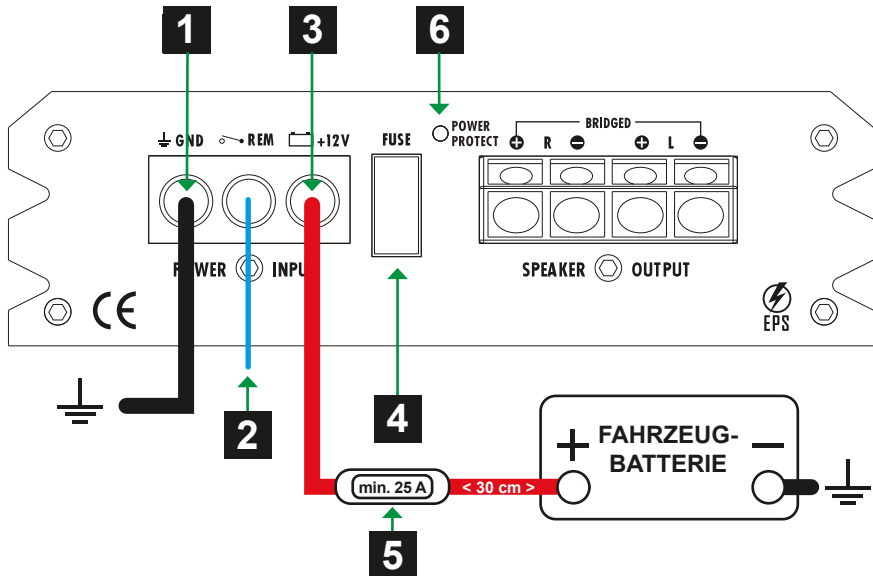 1
3
6
GND
REM
+12V
FUSE
POWER
PROTECT
BRIDGED
+ R − + L −
POWER INPU
SPEAKER OUTPUT
CE
EPS
2
4
+ FAHRZEUG- −
BATTERIE
min. 25 A
< 30 cm >
5